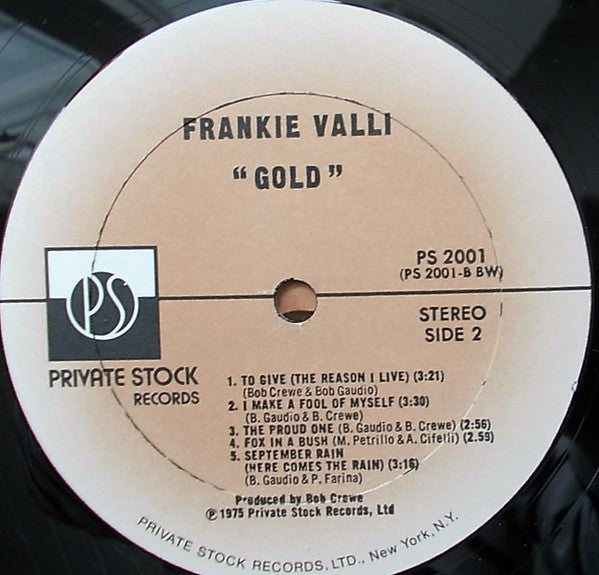 FRANKIE VALLI
"GOLD"
PS 2001
(PS 2001-B BW)
PS
STEREO
SIDE 2
PRIVATE STOCK
RECORDS
1. TO GIVE (THE REASON I LIVE) (3:21)
(Bob Crewe & Bob Gaudio)
2. I MAKE A FOOL OF MYSELF (3:30)
(B. Gaudio & B. Crewe)
3. THE PROUD ONE (B. Gaudio & B. Crewe) (2:56)
4. FOX IN A BUSH (M. Petrillo & A. Cifelli) (2.59)
5. SEPTEMBER RAIN
(HERE COMES THE RAIN) (3:16)
(B. Gaudio & P. Farina)
Produced by Bob Crewe
℗ 1975 Private Stock Records, Ltd
PRIVATE STOCK RECORDS, LTD., New York, N.Y.